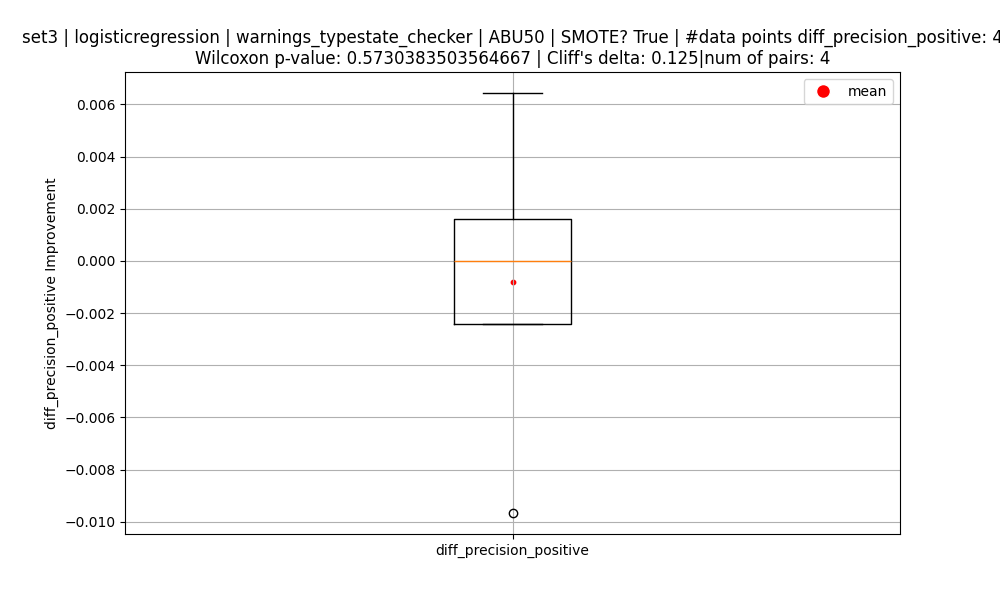 set3 | logisticregression | warnings_typestate_checker | ABU50 | SMOTE? True | #data points diff_precision_positive: 4
Wilcoxon p-value: 0.5730383503564667 | Cliff's delta: 0.125|num of pairs: 4
mean
0.006
0.004
0.002
0.000
−0.002
−0.004
−0.006
−0.008
−0.010
diff_precision_positive Improvement
diff_precision_positive